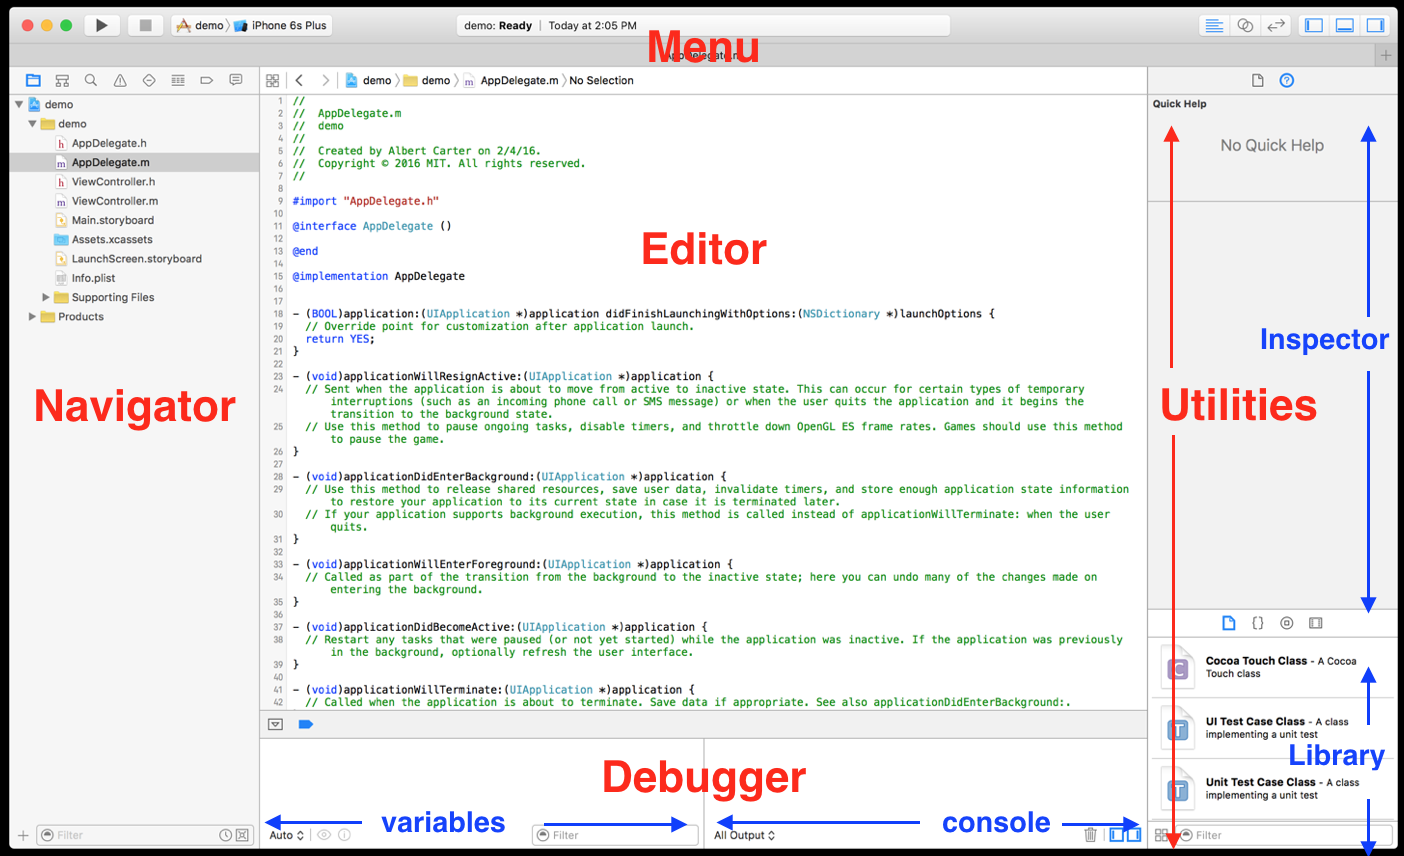 demo
iPhone 6s Plus
demo: Ready | Today at 2:05 PM
Menu
demo
demo
AppDelegate.m
No Selection
demo
demo
AppDelegate.h
AppDelegate.m
ViewController.h
ViewController.m
Main.storyboard
Assets.xcassets
LaunchScreen.storyboard
Info.plist
Supporting Files
Products
Navigator
Filter
1 //
2 //  AppDelegate.m
3 //  demo
4 //
5 //  Created by Albert Carter on 2/4/16.
6 //  Copyright © 2016 MIT. All rights reserved.
7 //
8
9 #import "AppDelegate.h"
10
11 @interface AppDelegate ()
12
13 @end
14
15 @implementation AppDelegate
16
17
18 - (BOOL)application:(UIApplication *)application didFinishLaunchingWithOptions:(NSDictionary *)launchOptions {
19 // Override point for customization after application launch.
20 return YES;
21 }
22
23 - (void)applicationWillResignActive:(UIApplication *)application {
24 // Sent when the application is about to move from active to inactive state. This can occur for certain types of temporary
interruptions (such as an incoming phone call or SMS message) or when the user quits the application and it begins the
transition to the background state.
25 // Use this method to pause ongoing tasks, disable timers, and throttle down OpenGL ES frame rates. Games should use this method
to pause the game.
26 }
27
28 - (void)applicationDidEnterBackground:(UIApplication *)application {
29 // Use this method to release shared resources, save user data, invalidate timers, and store enough application state information
to restore your application to its current state in case it is terminated later.
30 // If your application supports background execution, this method is called instead of applicationWillTerminate: when the user
quits.
31 }
32
33 - (void)applicationWillEnterForeground:(UIApplication *)application {
34 // Called as part of the transition from the background to the inactive state; here you can undo many of the changes made on
entering the background.
35 }
36
37 - (void)applicationDidBecomeActive:(UIApplication *)application {
38 // Restart any tasks that were paused (or not yet started) while the application was inactive. If the application was previously
in the background, optionally refresh the user interface.
39 }
40
41 - (void)applicationWillTerminate:(UIApplication *)application {
42 // Called when the application is about to terminate. Save data if appropriate. See also applicationDidEnterBackground:.
Editor
Debugger
variables
console
Auto
Filter
All Output
Quick Help
No Quick Help
Inspector
Utilities
{}
C
Cocoa Touch Class - A Cocoa
Touch class
T
UI Test Case Class - A class
implementing a unit test
Library
T
Unit Test Case Class - A class
implementing a unit test
Filter